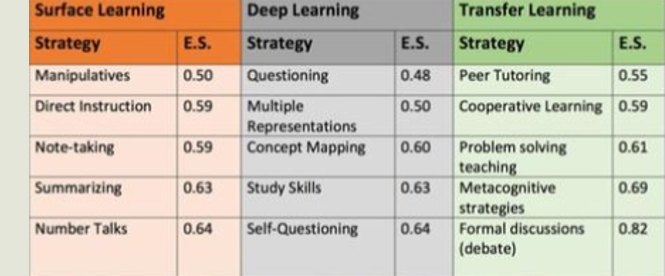 Surface Learning Deep Learning Transfer Learning
Strategy E.S. Strategy E.S. Strategy E.S.
Manipulatives 0.50 Questioning 0.48 Peer Tutoring 0.55
Direct Instruction 0.59 Multiple 0.50 Cooperative Learning 0.59
Representations
Note-taking 0.59 Concept Mapping 0.60 Problem solving 0.61
teaching
Summarizing 0.63 Study Skills 0.63 Metacognitive 0.69
strategies
Number Talks 0.64 Self-Questioning 0.64 Formal discussions 0.82
(debate)